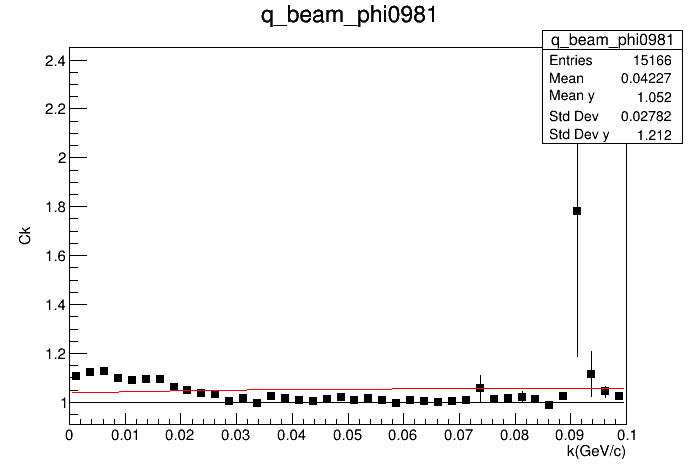 q_beam_phi0981
q_beam_phi0981
Entries 15166
Mean 0.04227
Mean y 1.052
Std Dev 0.02782
Std Dev y 1.212
2.4
2.2
2
1.8
1.6
1.4
1.2
1
Ck
0 0.01 0.02 0.03 0.04 0.05 0.06 0.07 0.08 0.09 0.1
k(GeV/c)